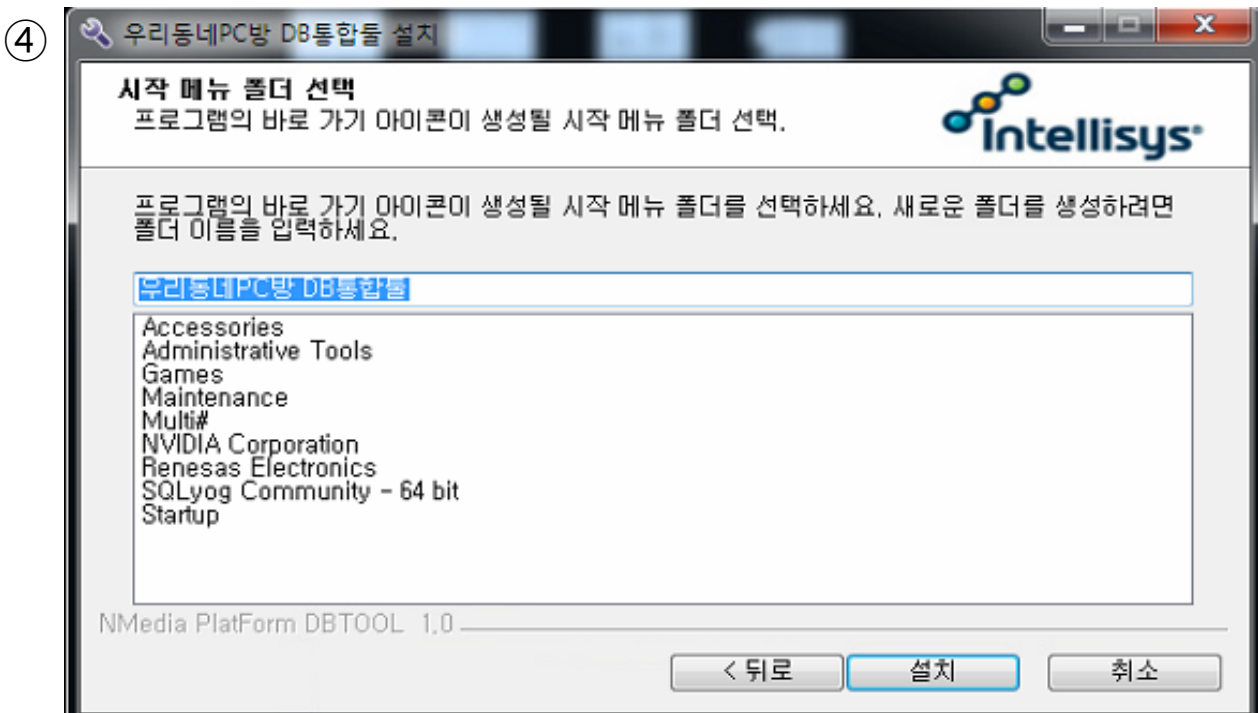 ④
우리동네PC방 DB통합툴 설치
시작 메뉴 폴더 선택
프로그램의 바로 가기 아이콘이 생성될 시작 메뉴 폴더 선택.
Intellisys
프로그램의 바로 가기 아이콘이 생성될 시작 메뉴 폴더를 선택하세요. 새로운 폴더를 생성하려면
폴더 이름을 입력하세요.
우리동네PC방 DB통합툴
Accessories
Administrative Tools
Games
Maintenance
Multi#
NVIDIA Corporation
Renesas Electronics
SQLyog Community - 64 bit
Startup
NMedia PlatForm DBTOOL 1.0
< 뒤로
설치
취소